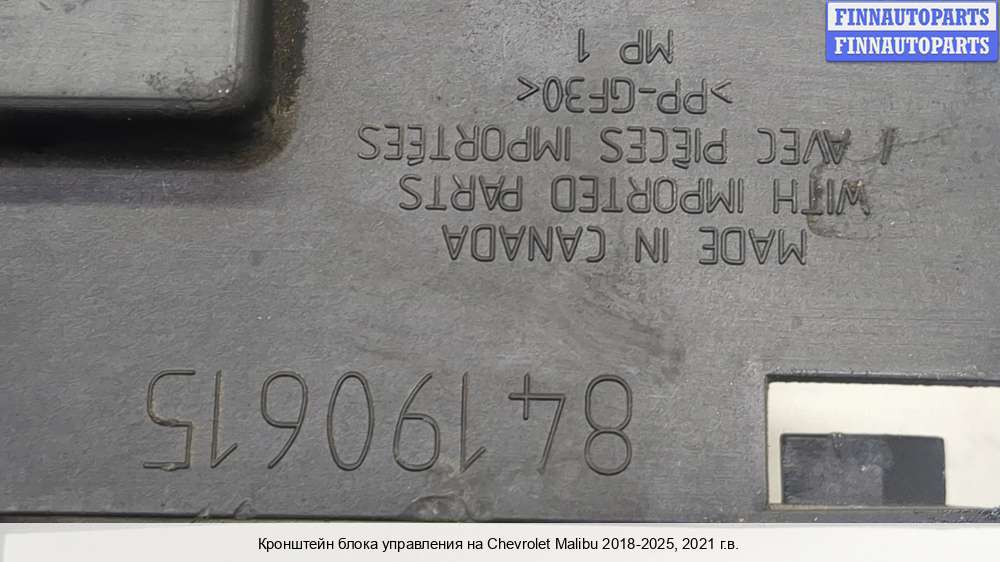 FINNAUTOPARTS
FINNAUTOPARTS
84190615
MADE IN CANADA
WITH IMPORTED PARTS
/ AVEC PIÈCES IMPORTÉES
>PP-GF30<
MP 1
Кронштейн блока управления на Chevrolet Malibu 2018-2025, 2021 г.в.